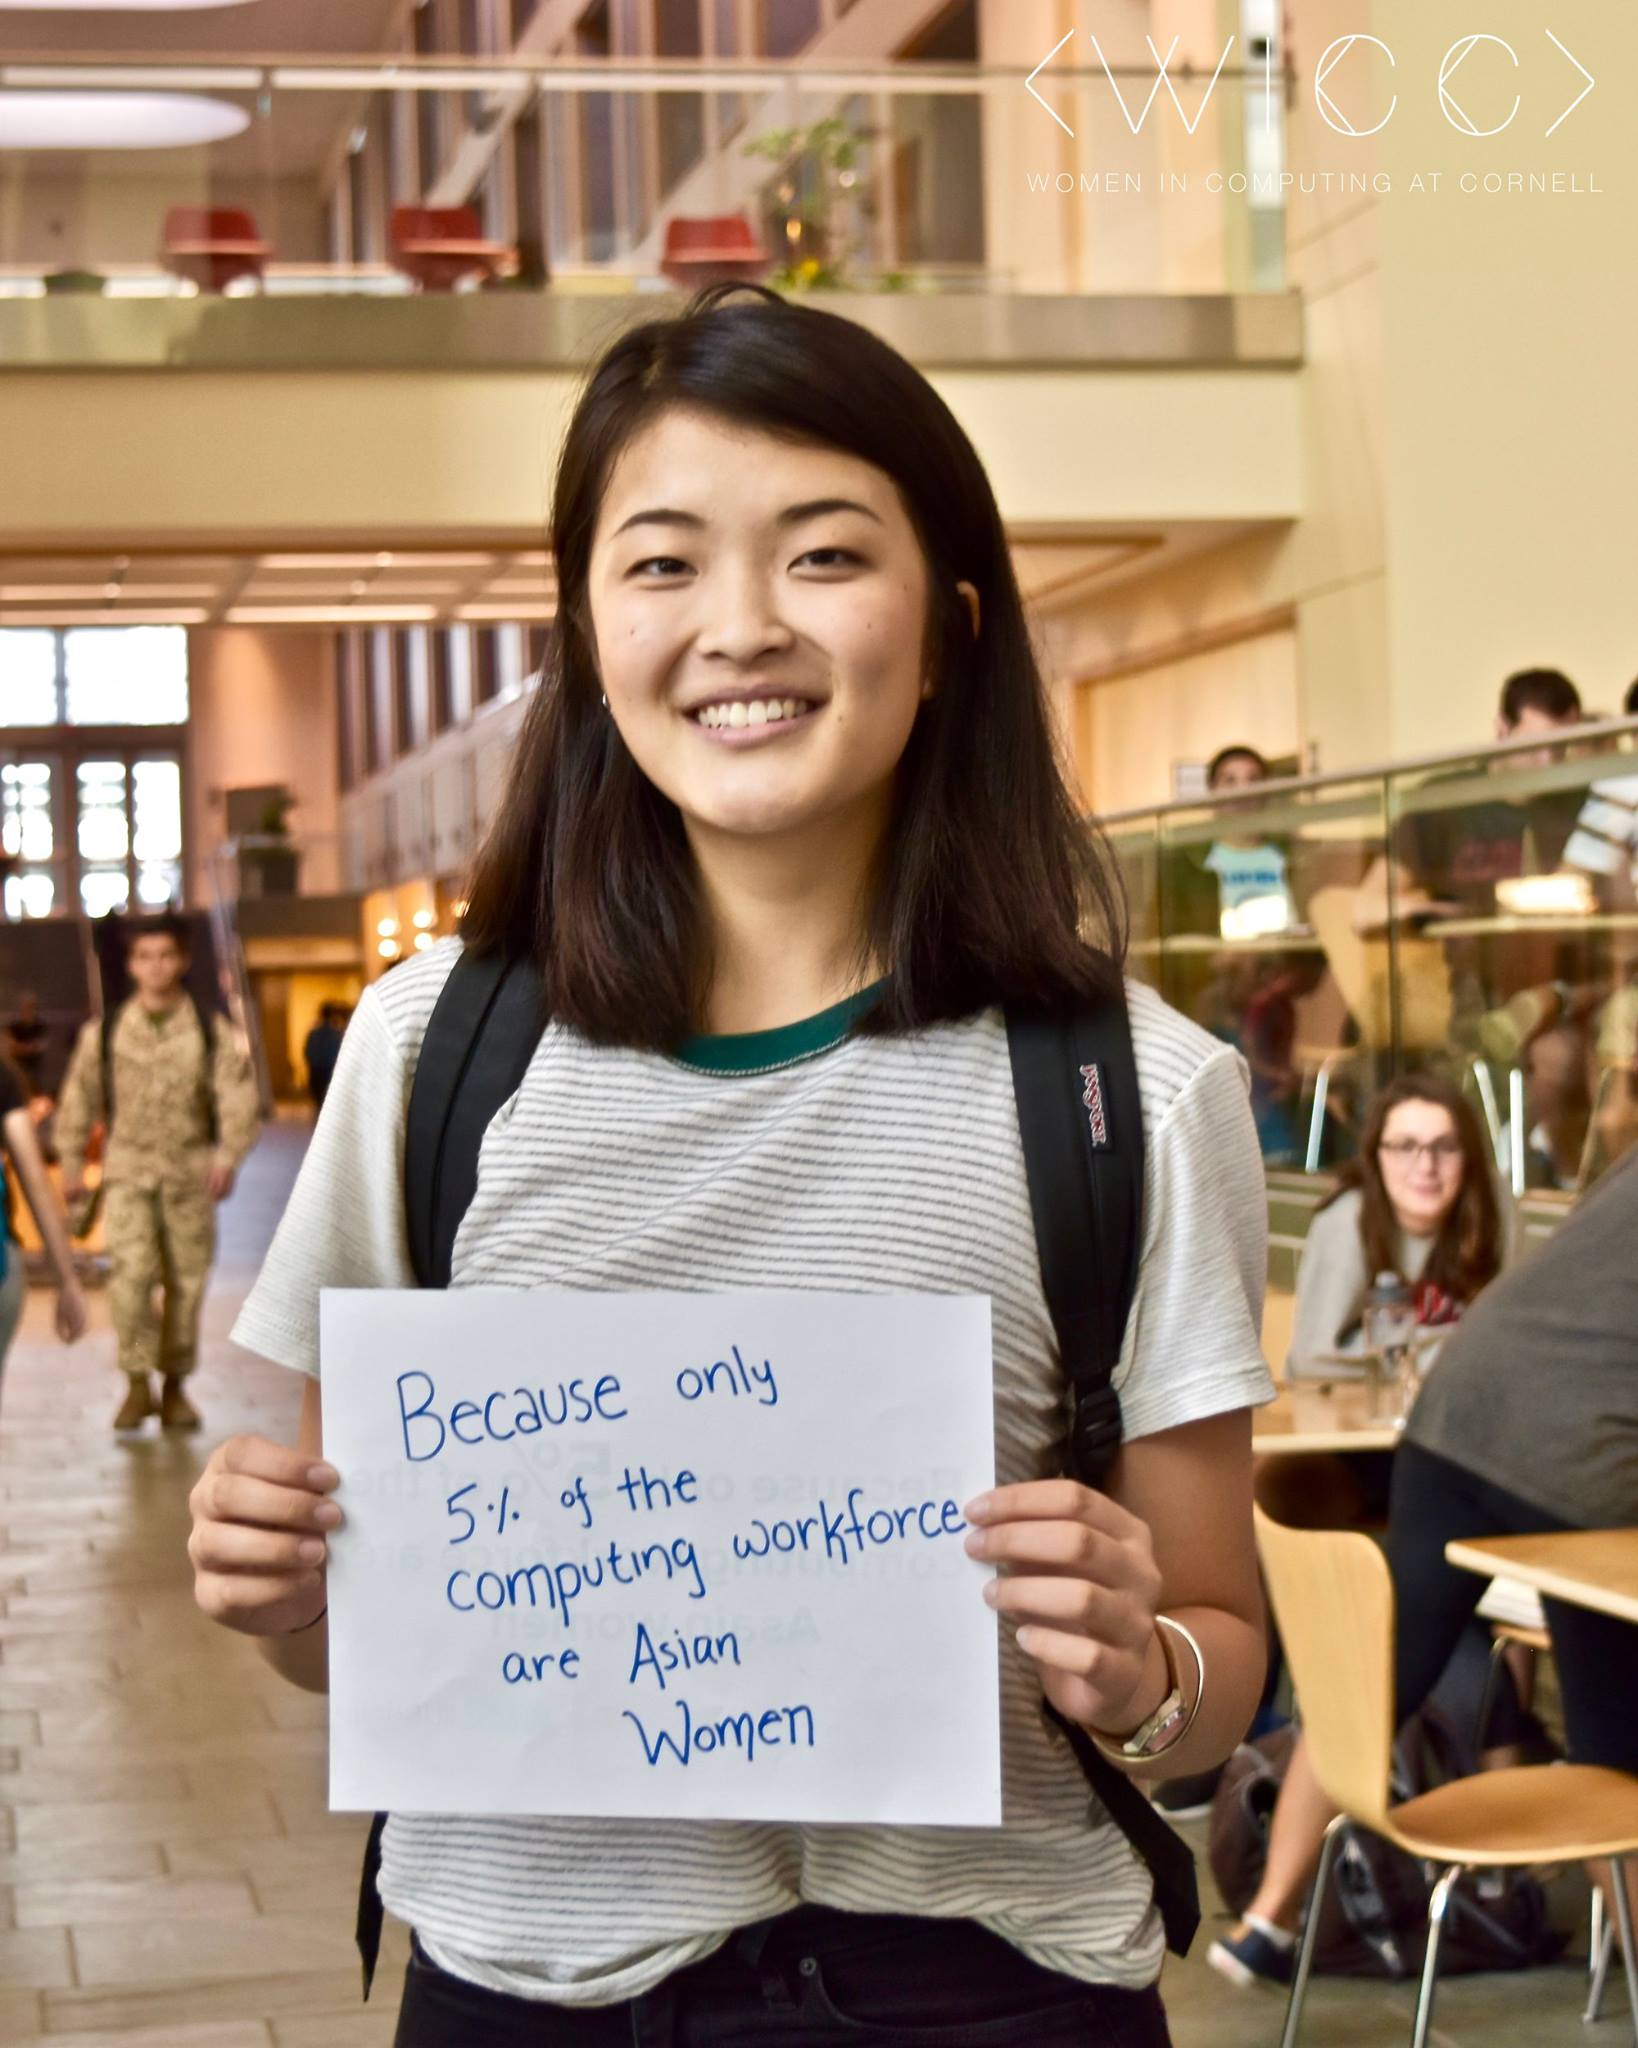 <WICC>
WOMEN IN COMPUTING AT CORNELL
JANSPORT
Because only
5% of the
computing workforce
are Asian
Women